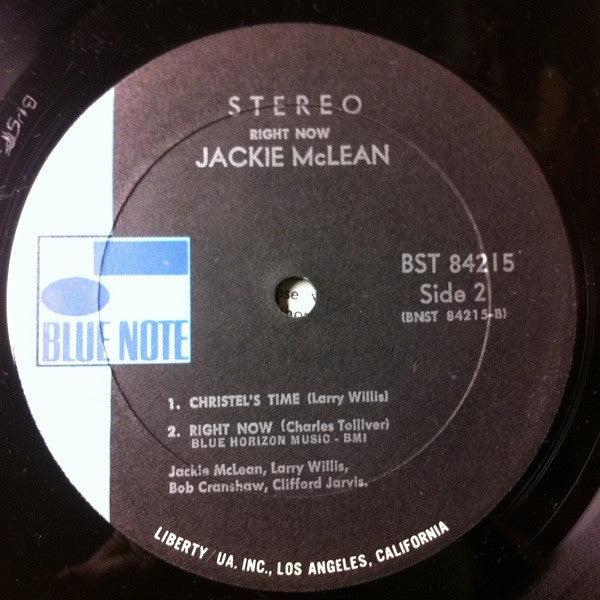 STEREO
RIGHT NOW
JACKIE McLEAN
BST 84215
Side 2
(BNST 84215-B)
BLUE NOTE
1. CHRISTEL'S TIME (Larry Willis)
2. RIGHT NOW (Charles Tolliver)
BLUE HORIZON MUSIC - BMI
Jackie McLean, Larry Willis,
Bob Cranshaw, Clifford Jarvis.
LIBERTY/UA. INC., LOS ANGELES, CALIFORNIA